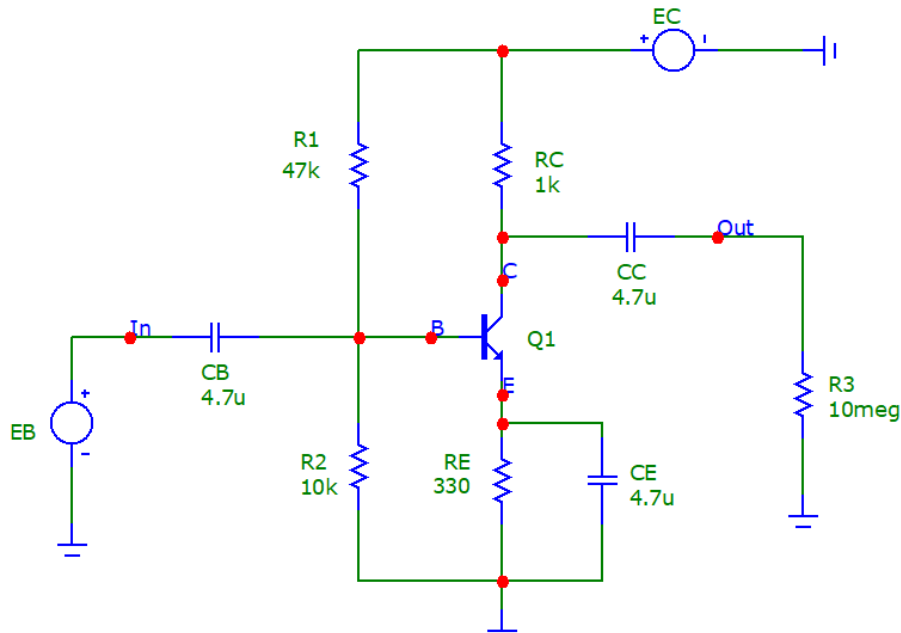 EC
+ -
R1
47k
RC
1k
Out
CC
4.7u
C
In
B
Q1
CB
4.7u
E
R3
10meg
+
EB
-
R2
10k
RE
330
CE
4.7u